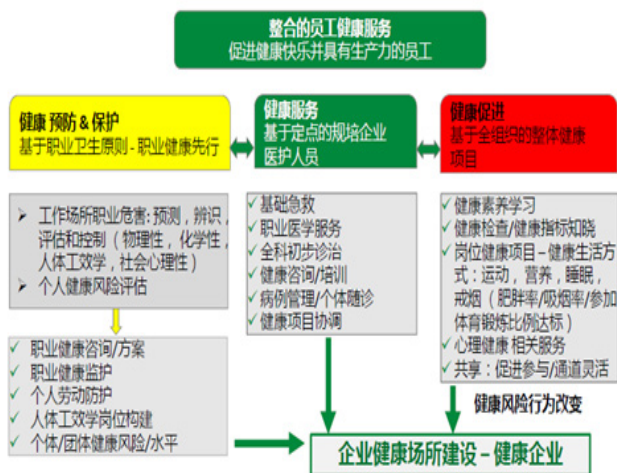 整合的员工健康服务
促进健康快乐并具有生产力的员工
健康 预防 & 保护
基于职业卫生原则 - 职业健康先行
健康服务
基于定点的规培企业
医护人员
健康促进
基于全组织的整体健康
项目
工作场所职业危害: 预测，辨识，
评估和控制（物理性，化学性，
人体工效学，社会心理性）
个人健康风险评估
职业健康咨询/方案
职业健康监护
个人劳动防护
人体工效学岗位构建
个体/团体健康风险/水平
基础急救
职业医学服务
全科初步诊治
健康咨询/培训
病例管理/个体随诊
健康项目协调
健康素养学习
健康检查/健康指标知晓
岗位健康项目 – 健康生活方
式：运动，营养，睡眠，
戒烟（肥胖率/吸烟率/参加
体育锻炼比例达标）
心理健康 相关服务
共享：促进参与/通道灵活
健康风险行为改变
企业健康场所建设 – 健康企业